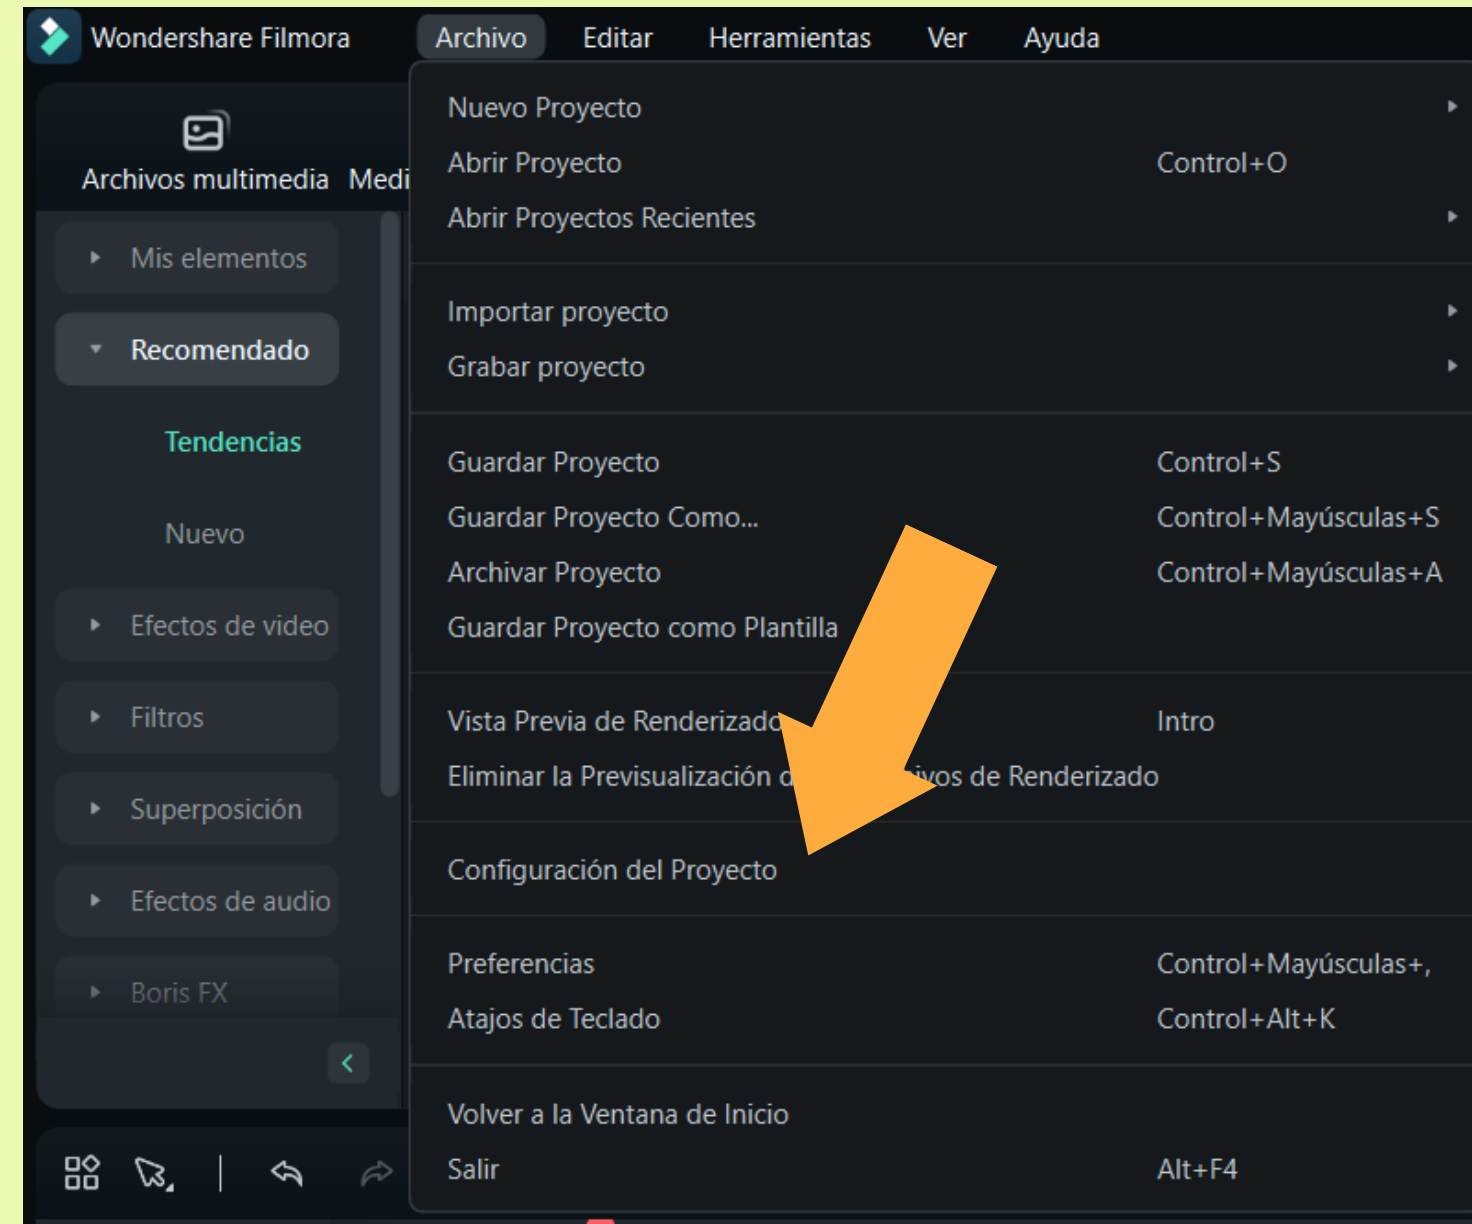 Wondershare Filmora Archivo Editar Herramientas Ver Ayuda
Archivos multimedia Medi
Mis elementos
Recomendado
Tendencias
Nuevo
Efectos de video
Filtros
Superposición
Efectos de audio
Boris FX
Nuevo Proyecto
Abrir Proyecto Control+O
Abrir Proyectos Recientes
Importar proyecto
Grabar proyecto
Guardar Proyecto Control+S
Guardar Proyecto Como... Control+Mayúsculas+S
Archivar Proyecto Control+Mayúsculas+A
Guardar Proyecto como Plantilla
Vista Previa de Renderizado Intro
Eliminar la Previsualización de Renderizado
Configuración del Proyecto
Preferencias Control+Mayúsculas+,
Atajos de Teclado Control+Alt+K
Volver a la Ventana de Inicio
Salir Alt+F4